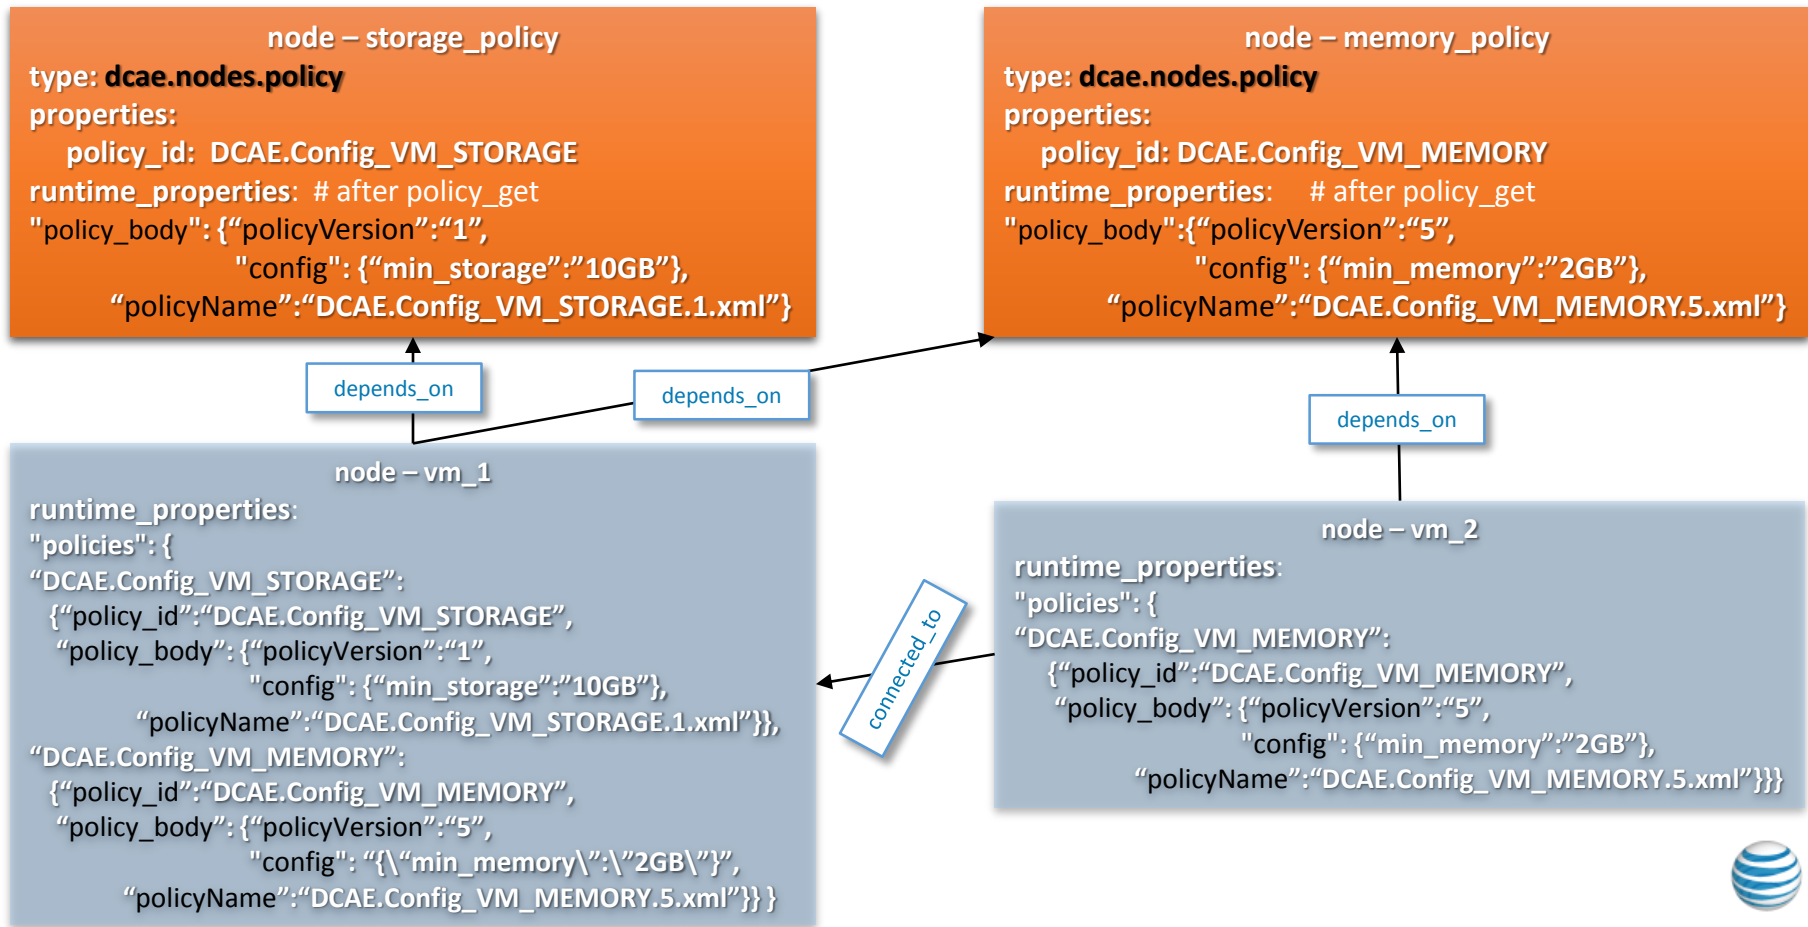 node – storage_policy
type: dcae.nodes.policy
properties:
policy_id: DCAE.Config_VM_STORAGE
runtime_properties: # after policy_get
"policy_body": {“policyVersion”:“1”,
"config": {“min_storage”:”10GB”},
“policyName”:“DCAE.Config_VM_STORAGE.1.xml”}
node – memory_policy
type: dcae.nodes.policy
properties:
policy_id: DCAE.Config_VM_MEMORY
runtime_properties: # after policy_get
"policy_body":{“policyVersion”:“5”,
"config": {“min_memory”:”2GB”},
“policyName”:“DCAE.Config_VM_MEMORY.5.xml”}
depends_on
depends_on
depends_on
node – vm_1
runtime_properties:
"policies": {
“DCAE.Config_VM_STORAGE”:
{“policy_id”:“DCAE.Config_VM_STORAGE”,
“policy_body”: {“policyVersion”:“1”,
"config": {“min_storage”:”10GB”},
“policyName”:“DCAE.Config_VM_STORAGE.1.xml”}},
“DCAE.Config_VM_MEMORY”:
{“policy_id”:“DCAE.Config_VM_MEMORY”,
“policy_body”: {“policyVersion”:“5”,
"config": “{\“min_memory\”:\”2GB\”}”,
“policyName”:“DCAE.Config_VM_MEMORY.5.xml”}} }
connected_to
node – vm_2
runtime_properties:
"policies": {
“DCAE.Config_VM_MEMORY”:
{“policy_id”:“DCAE.Config_VM_MEMORY”,
“policy_body”: {“policyVersion”:“5”,
"config": {“min_memory”:”2GB”},
“policyName”:“DCAE.Config_VM_MEMORY.5.xml”}}}